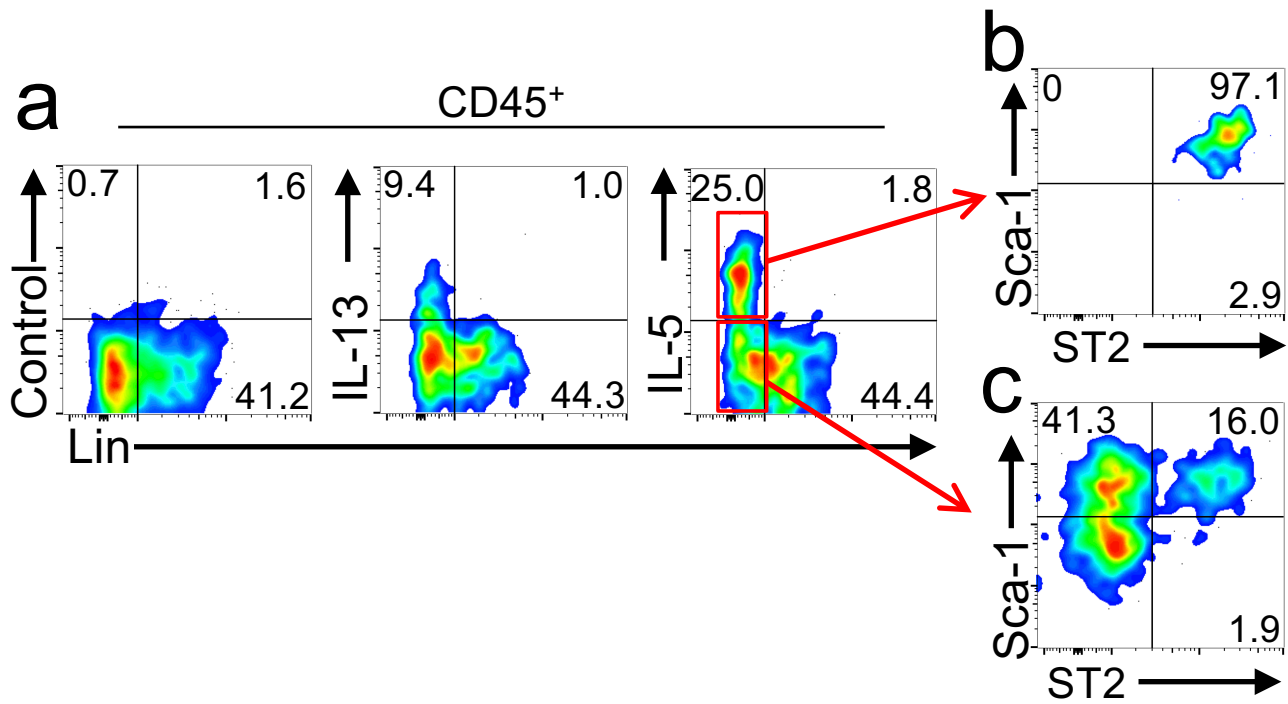 a
CD45⁺
Control
0.7
1.6
41.2
IL-13
9.4
1.0
44.3
IL-5
25.0
1.8
44.4
Lin
b
Sca-1
0
97.1
2.9
ST2
c
Sca-1
41.3
16.0
1.9
ST2